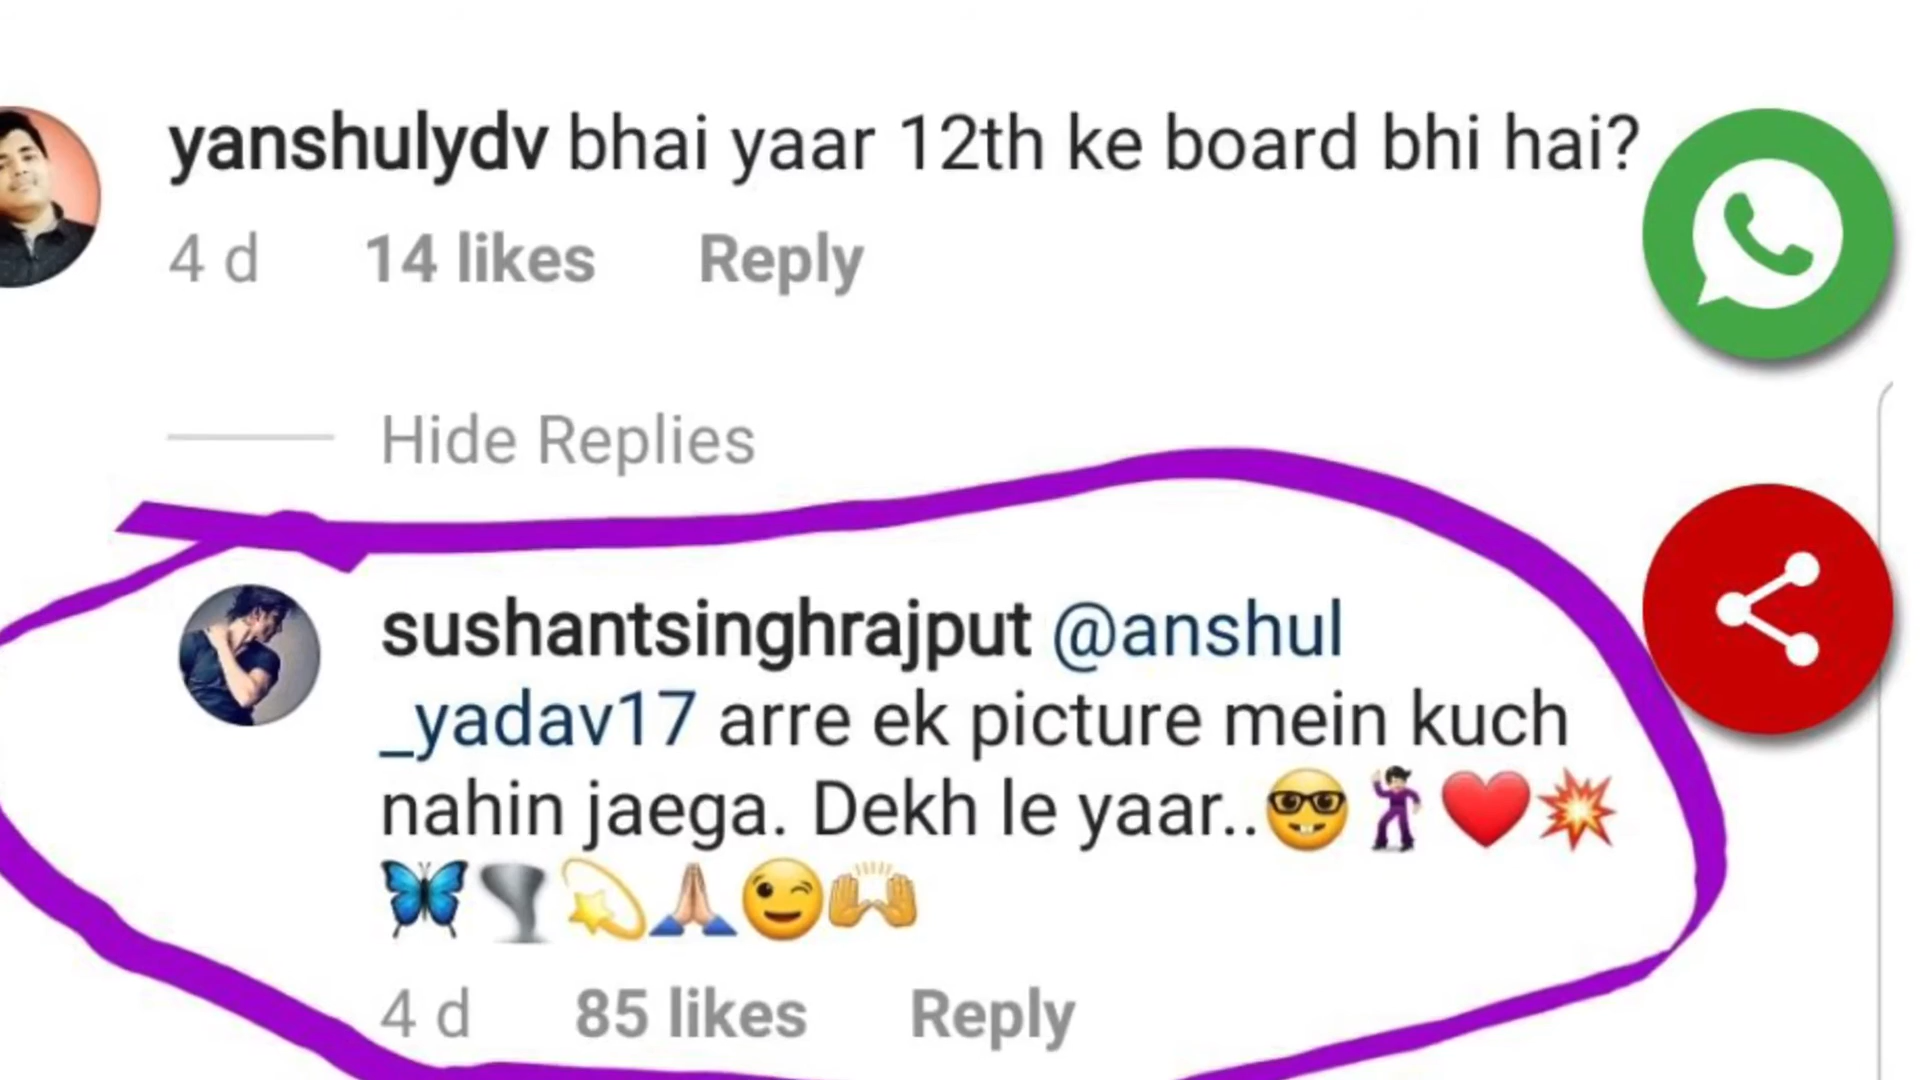 yanshulydv bhai yaar 12th ke board bhi hai?
4 d 14 likes Reply
Hide Replies
sushantsinghrajput @anshul
_yadav17 arre ek picture mein kuch
nahin jaega. Dekh le yaar..🤓🕺❤️💥
🦋🌪️💫🙏🏻😉🙌
4 d 85 likes Reply